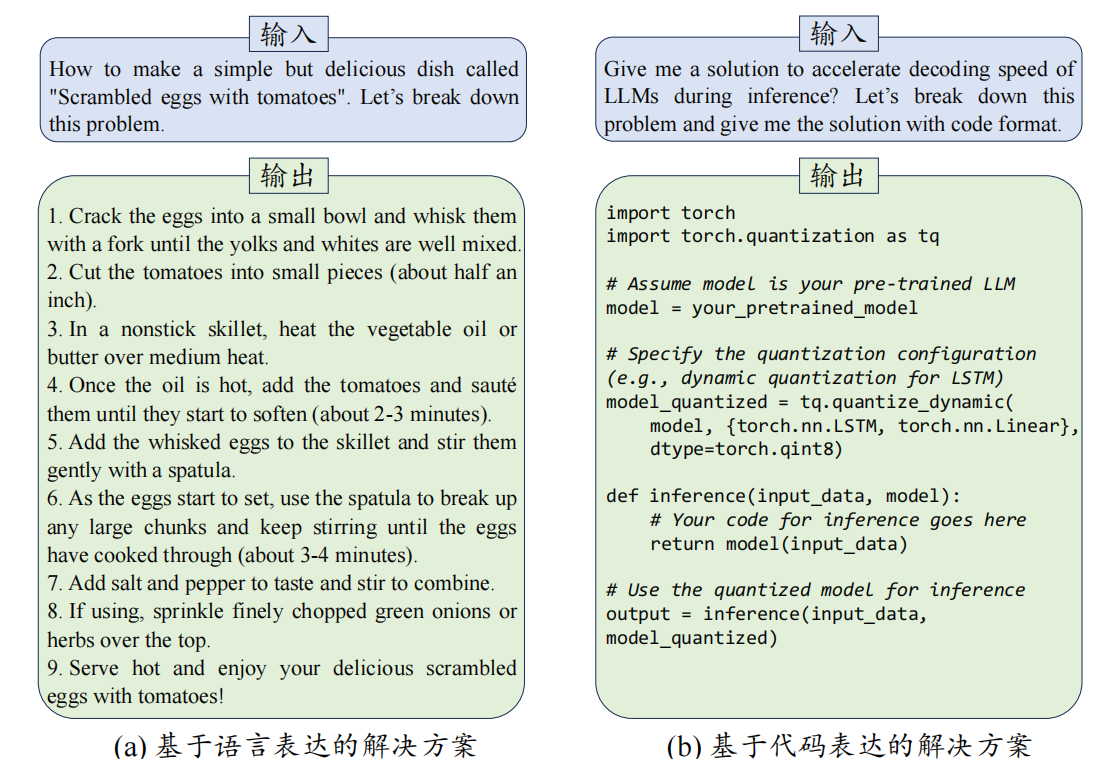 输入
How to make a simple but delicious dish called
"Scrambled eggs with tomatoes". Let’s break down
this problem.
输出
1. Crack the eggs into a small bowl and whisk them
with a fork until the yolks and whites are well mixed.
2. Cut the tomatoes into small pieces (about half an
inch).
3. In a nonstick skillet, heat the vegetable oil or
butter over medium heat.
4. Once the oil is hot, add the tomatoes and sauté
them until they start to soften (about 2-3 minutes).
5. Add the whisked eggs to the skillet and stir them
gently with a spatula.
6. As the eggs start to set, use the spatula to break up
any large chunks and keep stirring until the eggs
have cooked through (about 3-4 minutes).
7. Add salt and pepper to taste and stir to combine.
8. If using, sprinkle finely chopped green onions or
herbs over the top.
9. Serve hot and enjoy your delicious scrambled
eggs with tomatoes!
(a) 基于语言表达的解决方案
输入
Give me a solution to accelerate decoding speed of
LLMs during inference? Let’s break down this
problem and give me the solution with code format.
输出
import torch
import torch.quantization as tq
# Assume model is your pre-trained LLM
model = your_pretrained_model
# Specify the quantization configuration
(e.g., dynamic quantization for LSTM)
model_quantized = tq.quantize_dynamic(
    model, {torch.nn.LSTM, torch.nn.Linear},
    dtype=torch.qint8)
def inference(input_data, model):
    # Your code for inference goes here
    return model(input_data)
# Use the quantized model for inference
output = inference(input_data,
model_quantized)
(b) 基于代码表达的解决方案